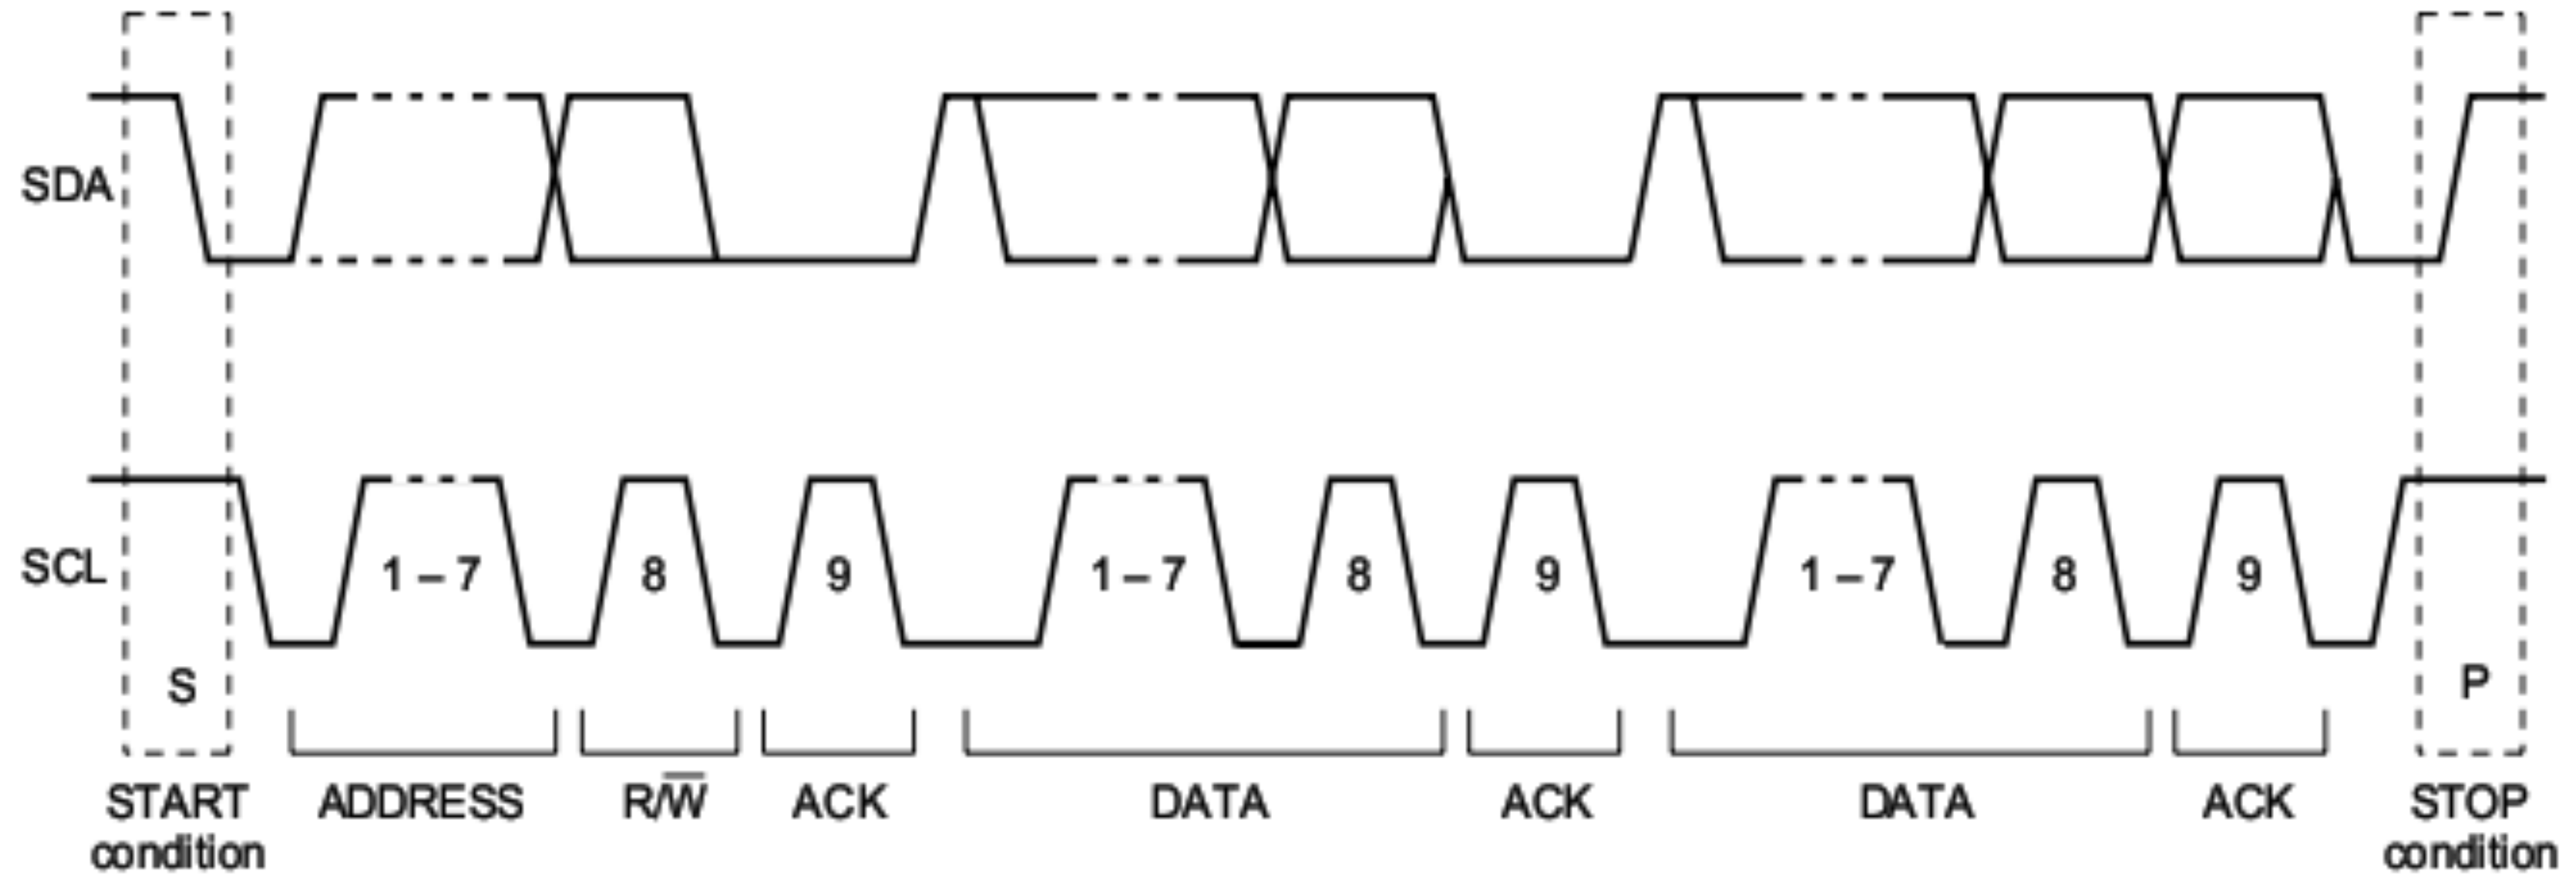 SDA
SCL
1 – 7
8
9
1 – 7
8
9
1 – 7
8
9
S
P
START
condition
ADDRESS
R/W̅
ACK
DATA
ACK
DATA
ACK
STOP
condition